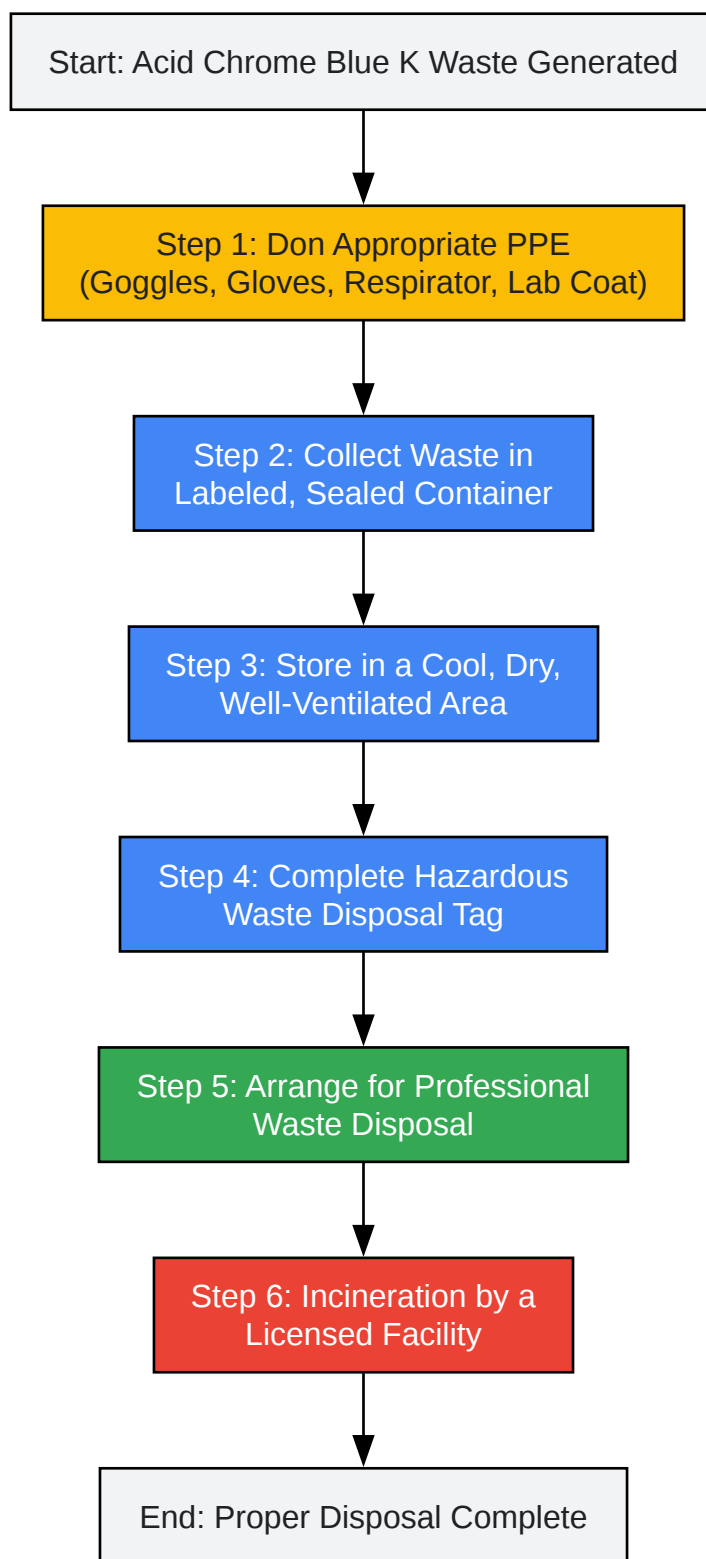 Start: Acid Chrome Blue K Waste Generated
Step 1: Don Appropriate PPE
(Goggles, Gloves, Respirator, Lab Coat)
Step 2: Collect Waste in
Labeled, Sealed Container
Step 3: Store in a Cool, Dry,
Well-Ventilated Area
Step 4: Complete Hazardous
Waste Disposal Tag
Step 5: Arrange for Professional
Waste Disposal
Step 6: Incineration by a
Licensed Facility
End: Proper Disposal Complete